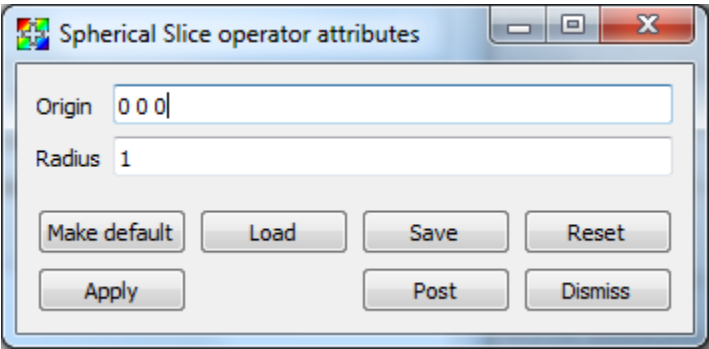 Spherical Slice operator attributes
Origin 0 0 0
Radius 1
Make default Load Save Reset
Apply Post Dismiss